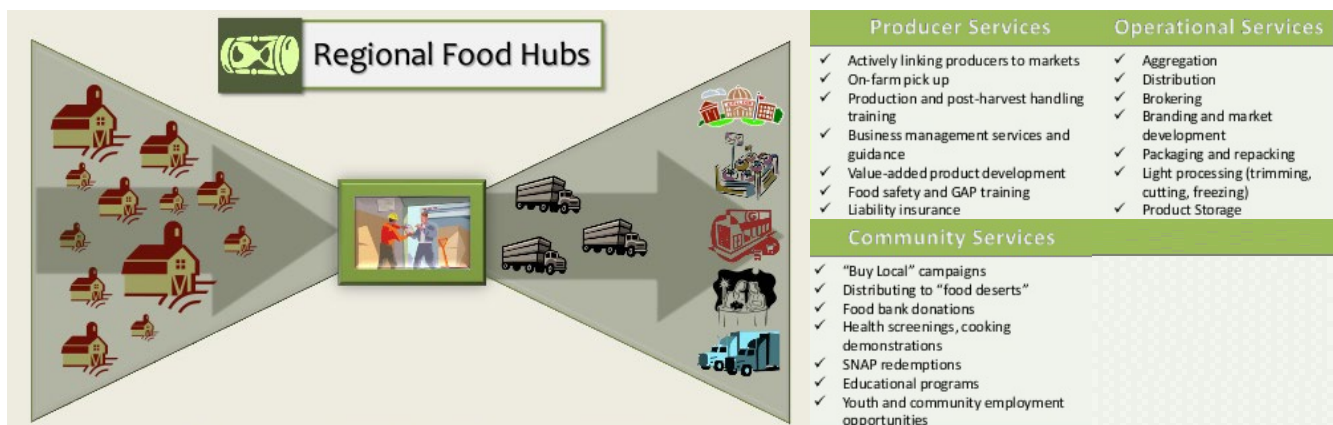 Regional Food Hubs
Producer Services
✓ Actively linking producers to markets
✓ On-farm pick up
✓ Production and post-harvest handling
training
✓ Business management services and
guidance
✓ Value-added product development
✓ Food safety and GAP training
✓ Liability insurance
Operational Services
✓ Aggregation
✓ Distribution
✓ Brokering
✓ Branding and market
development
✓ Packaging and repacking
✓ Light processing (trimming,
cutting, freezing)
✓ Product Storage
Community Services
✓ “Buy Local” campaigns
✓ Distributing to “food deserts”
✓ Food bank donations
✓ Health screenings, cooking
demonstrations
✓ SNAP redemptions
✓ Educational programs
✓ Youth and community employment
opportunities